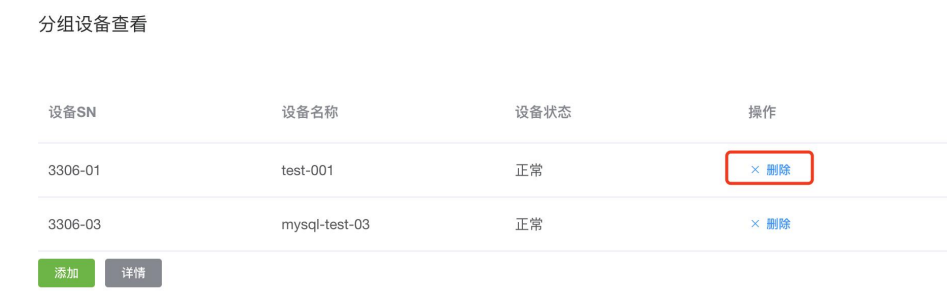 分组设备查看
设备SN 设备名称 设备状态 操作
3306-01 test-001 正常 × 删除
3306-03 mysql-test-03 正常 × 删除
添加 详情